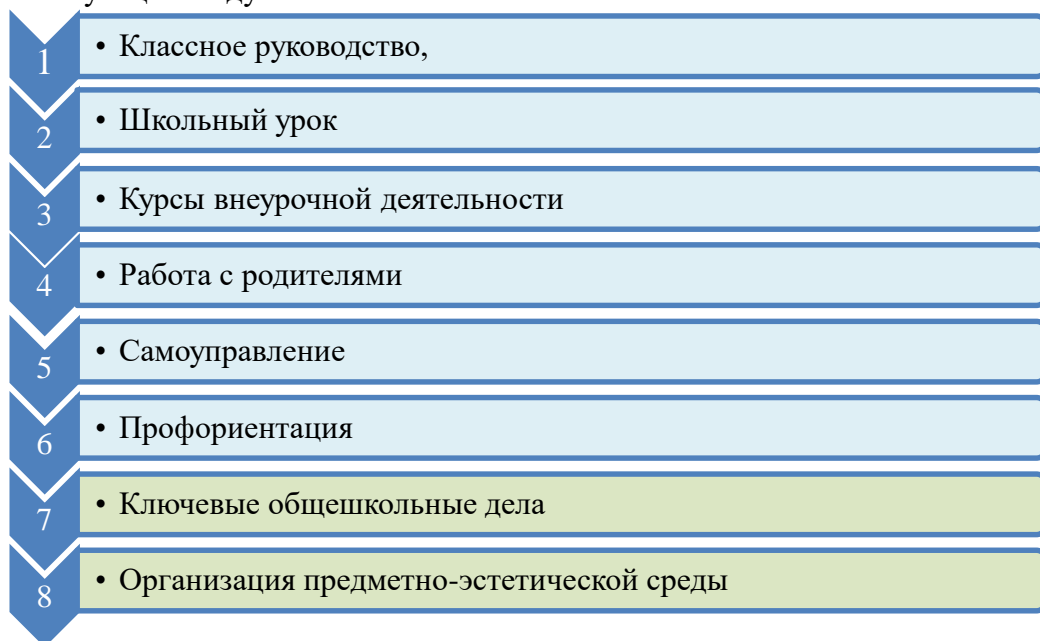 1 • Классное руководство,
2 • Школьный урок
3 • Курсы внеурочной деятельности
4 • Работа с родителями
5 • Самоуправление
6 • Профориентация
7 • Ключевые общешкольные дела
8 • Организация предметно-эстетической среды